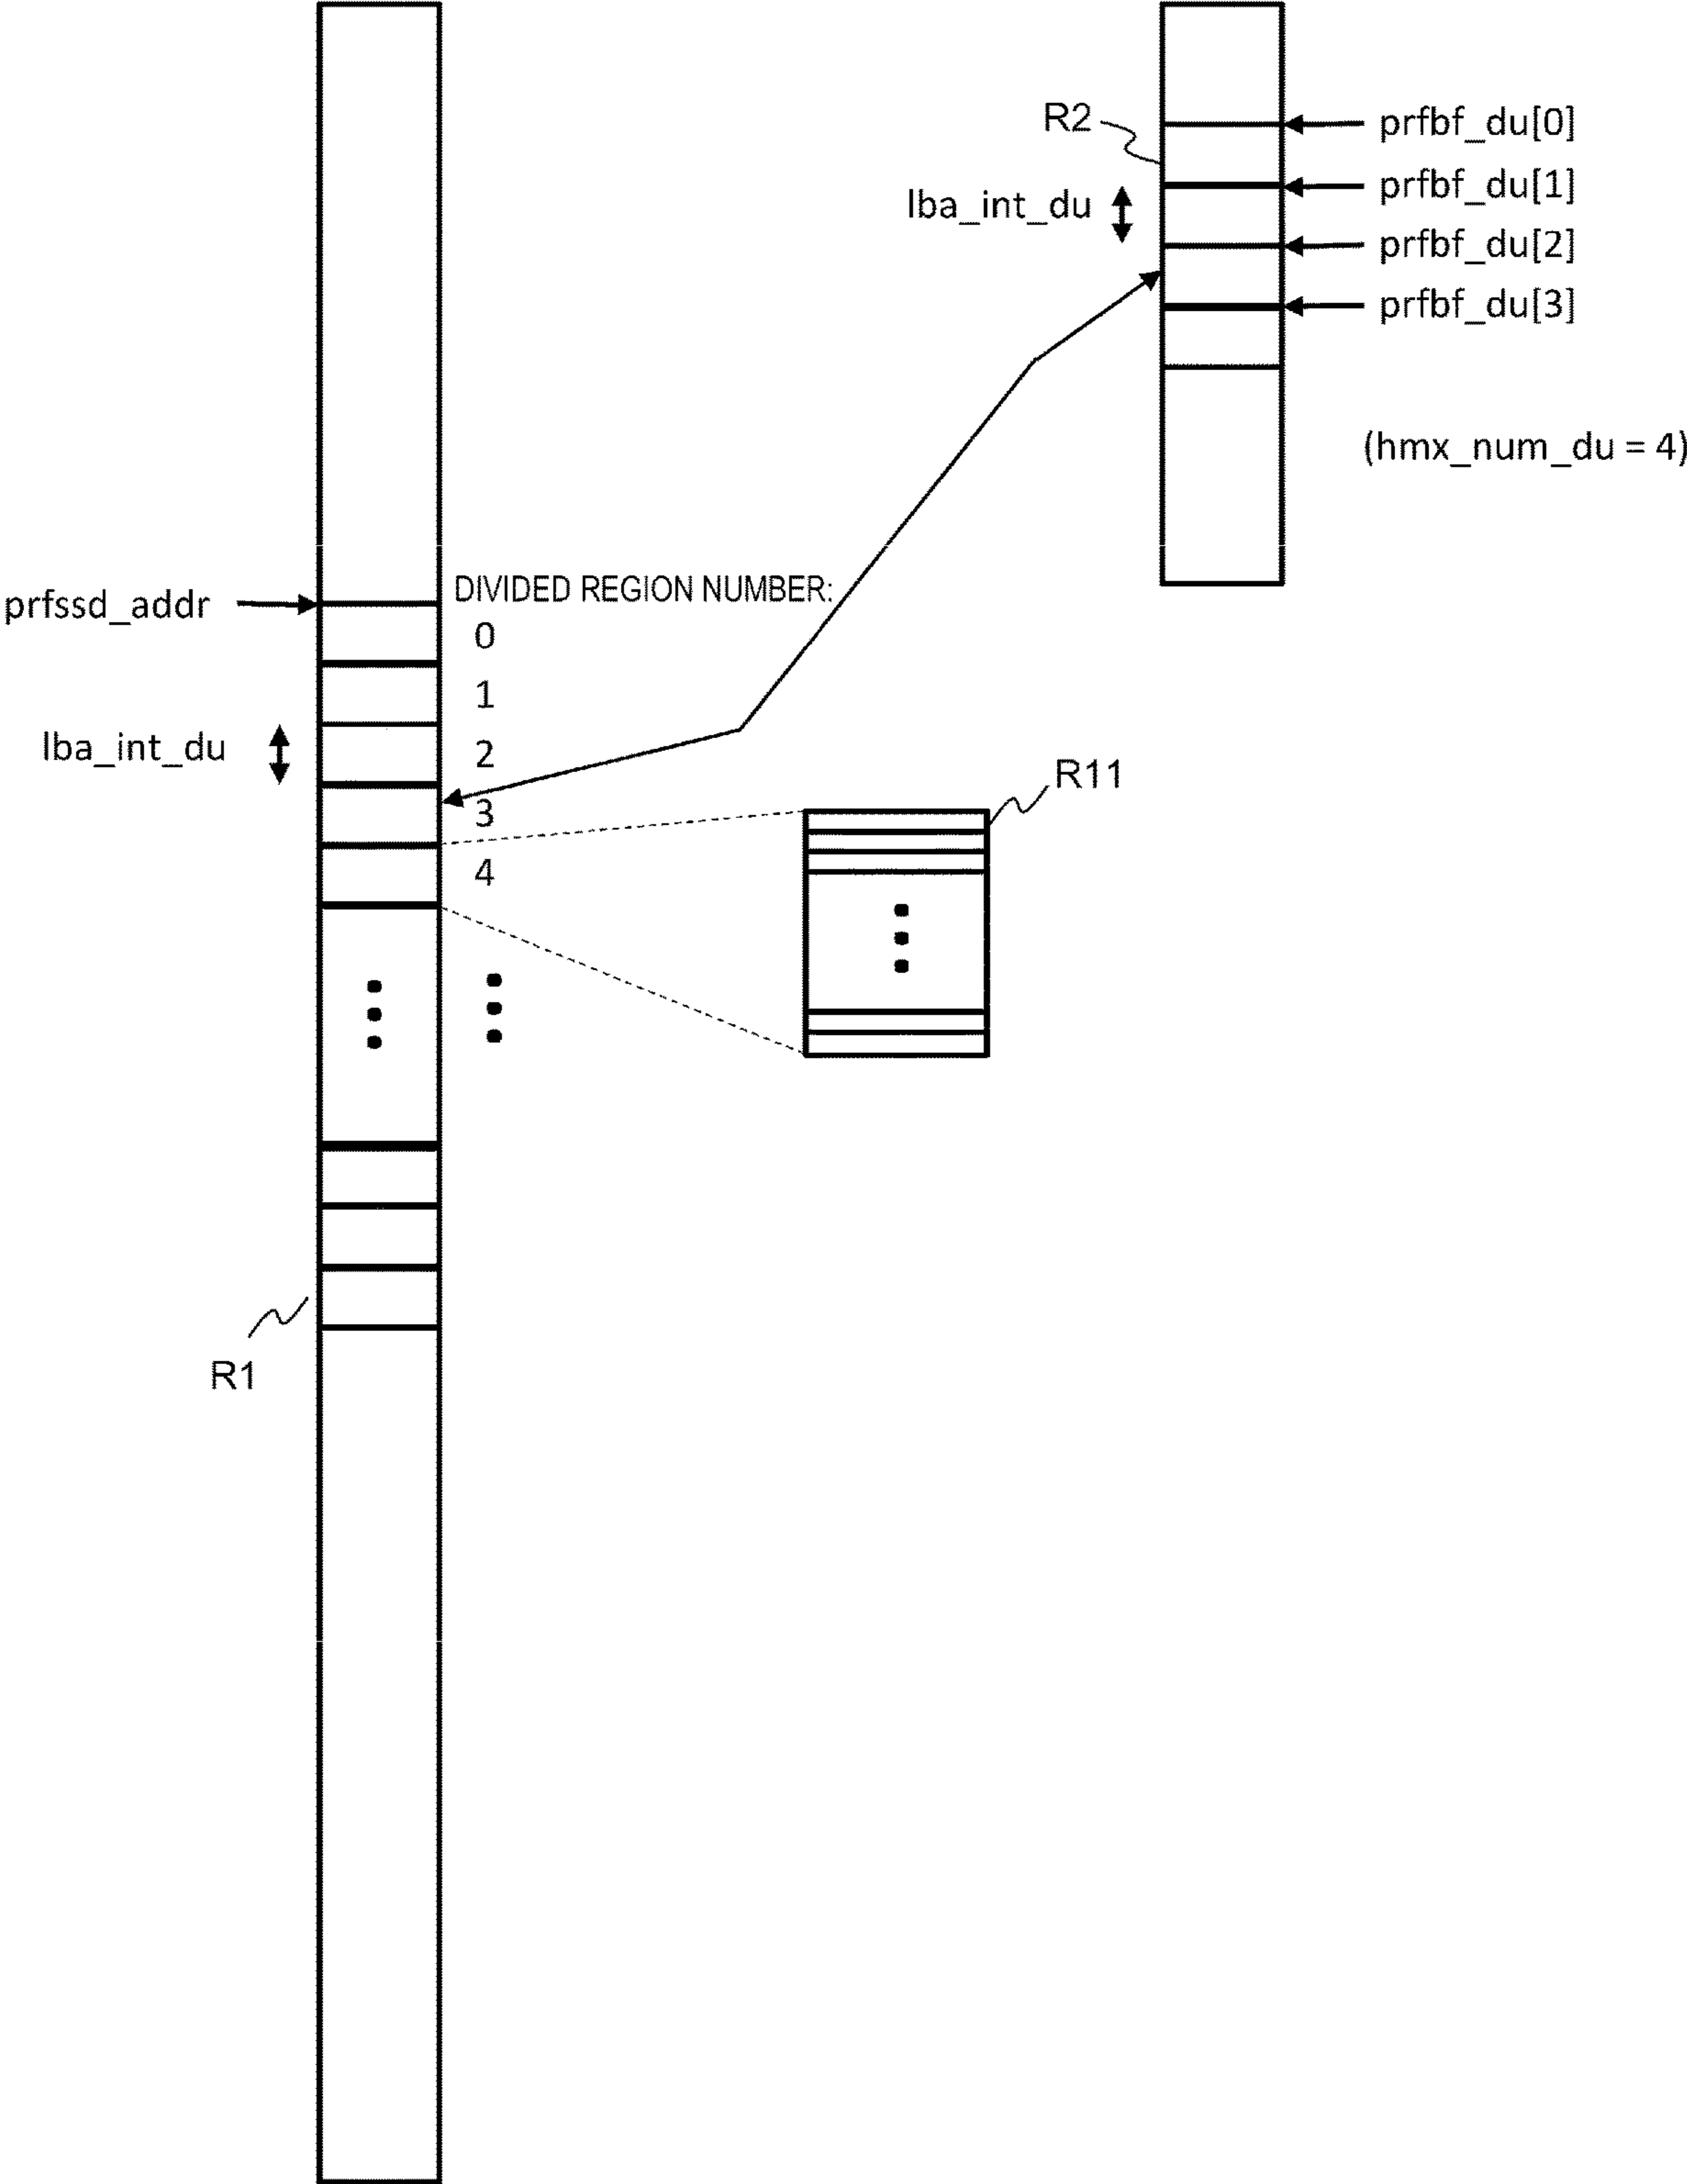 R2
prfbf_du[0]
prfbf_du[1]
lba_int_du
prfbf_du[2]
prfbf_du[3]
(hmx_num_du = 4)
DIVIDED REGION NUMBER:
prfssd_addr
0
1
lba_int_du
2
3
R11
4
R1